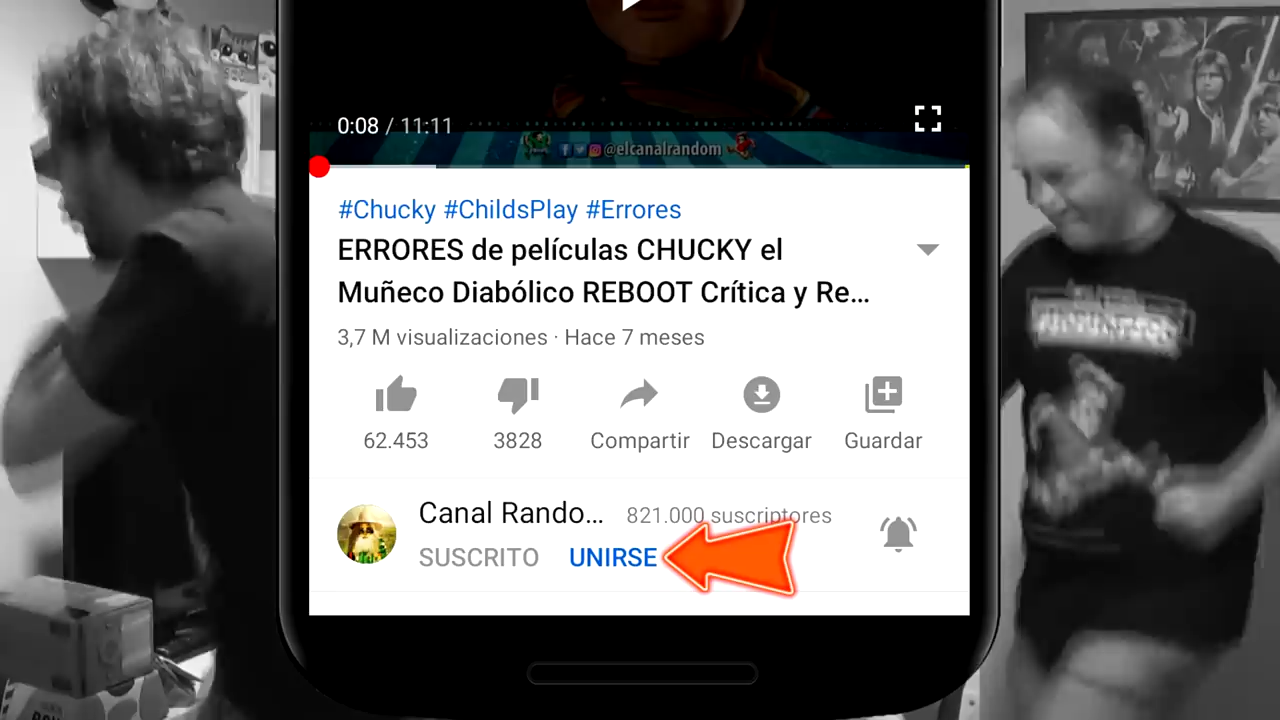 0:08 / 11:11
@elcanalrandom
#Chucky #ChildsPlay #Errores
ERRORES de películas CHUCKY el
Muñeco Diabólico REBOOT Crítica y Re...
3,7 M visualizaciones · Hace 7 meses
62.453
3828
Compartir
Descargar
Guardar
Canal Rando...
821.000 suscriptores
SUSCRITO
UNIRSE